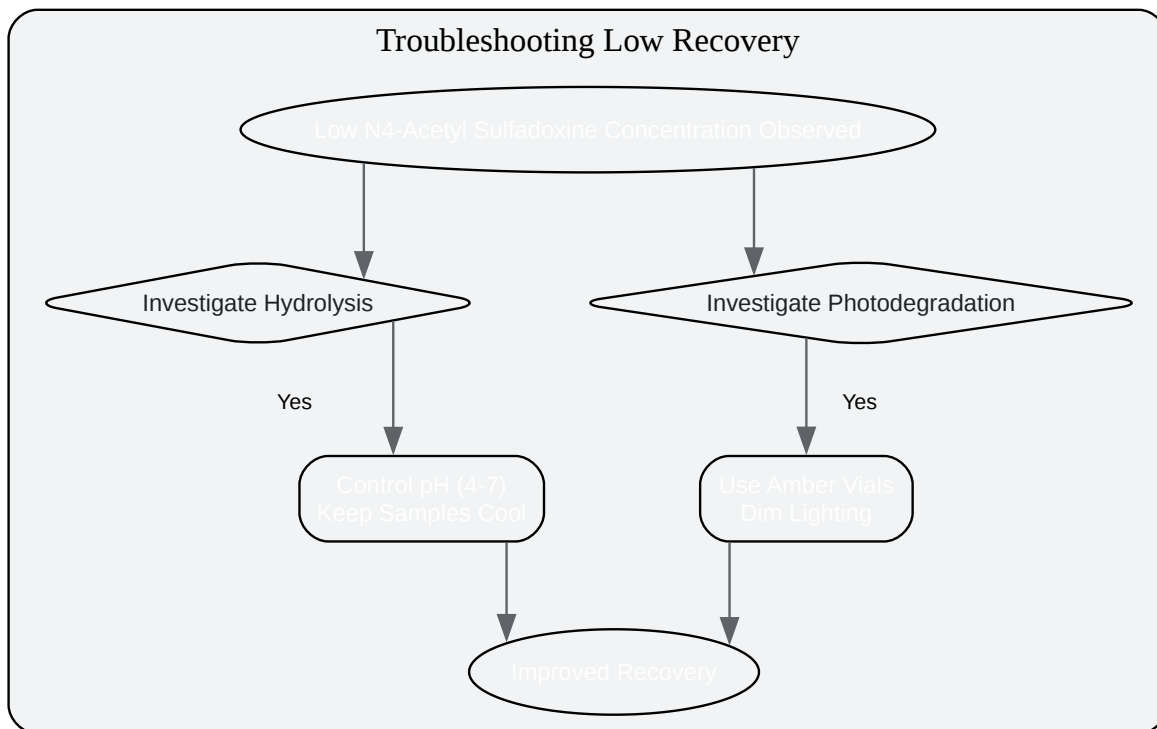 Troubleshooting Low Recovery
Low N4-Acetyl Sulfadoxine Concentration Observed
Investigate Hydrolysis
Investigate Photodegradation
Yes
Yes
Control pH (4-7)
Keep Samples Cool
Use Amber Vials
Dim Lighting
Improved Recovery